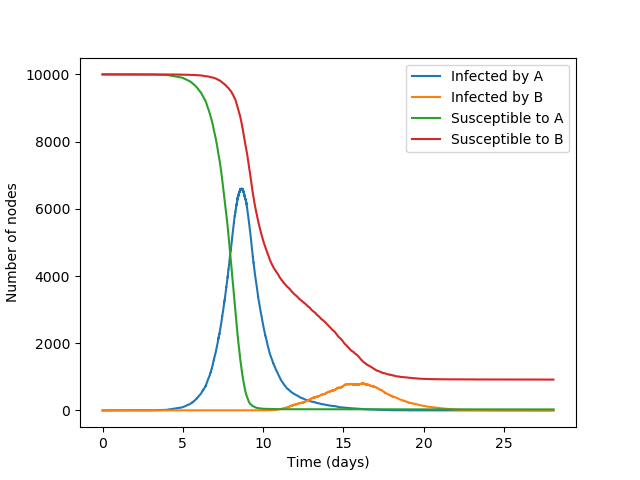 10000
8000
6000
4000
2000
0
Number of nodes
0 5 10 15 20 25
Time (days)
Infected by A
Infected by B
Susceptible to A
Susceptible to B